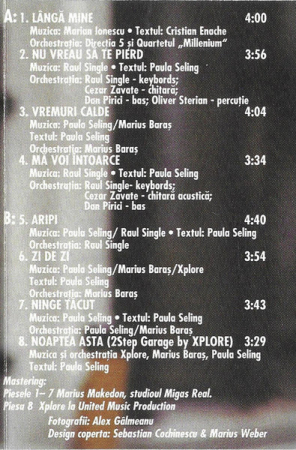 A: 1. LÂNGĂ MINE 4:00
Muzica: Marian Ionescu • Textul: Cristian Enache
Orchestrația: Direcția 5 și Quartetul „Millenium"
2. NU VREAU SĂ TE PIERD 3:56
Muzica: Raul Single • Textul: Paula Seling
Orchestrația: Raul Single - keybords;
Cezar Zavate - chitară;
Dan Pirici - bas; Oliver Sterian - percuție
3. VREMURI CALDE 4:04
Muzica: Paula Seling/Marius Baraș
Textul: Paula Seling
Orchestrația: Marius Baraș
4. MĂ VOI ÎNTOARCE 3:34
Muzica: Raul Single • Textul: Paula Seling
Orchestrația: Raul Single- keybords;
Cezar Zavate - chitară acustică;
Dan Pirici - bas
B: 5. ARIPI 4:40
Muzica: Paula Seling/ Raul Single • Textul: Paula Seling
Orchestrația: Raul Single
6. ZI DE ZI 3:54
Muzica: Paula Seling/Marius Baraș/Xplore
Textul: Paula Seling
Orchestrația: Marius Baraș
7. NINGE TĂCUT 3:43
Muzica: Paula Seling • Textul: Paula Seling
Orchestrația: Paula Seling/Marius Baraș
8. NOAPTEA ASTA (2Step Garage by XPLORE) 3:29
Muzica și orchestrația Xplore, Marius Baraș, Paula Seling
Textul: Paula Seling
Mastering:
Piesele 1– 7 Marius Makedon, studioul Migas Real.
Piesa 8 Xplore la United Music Production
Fotografii: Alex Gâlmeanu
Design coperta: Sebastian Cochinescu & Marius Weber